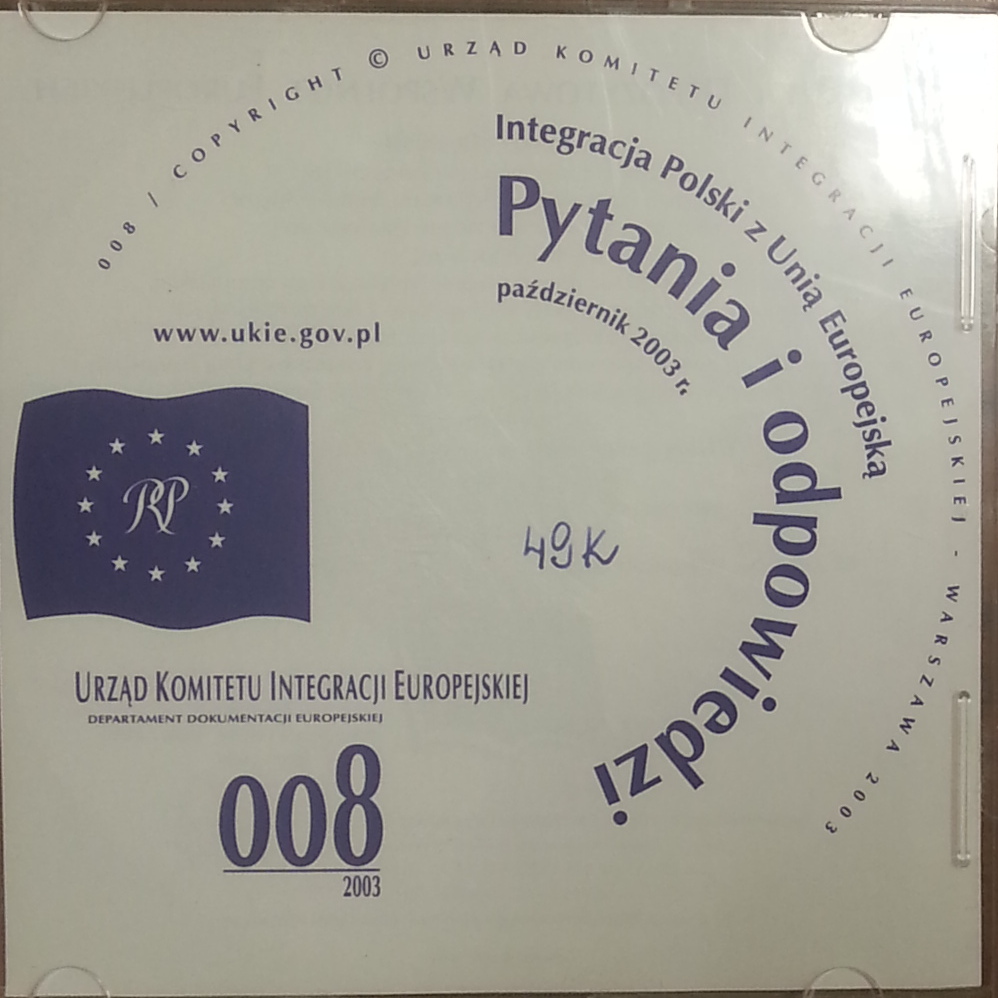 008 / COPYRIGHT © URZĄD KOMITETU INTEGRACJI EUROPEJSKIEJ - WARSZAWA 2003
Integracja Polski z Unią Europejską
Pytania i odpowiedzi
październik 2003 r.
www.ukie.gov.pl
RP
49K
URZĄD KOMITETU INTEGRACJI EUROPEJSKIEJ
DEPARTAMENT DOKUMENTACJI EUROPEJSKIEJ
008
2003